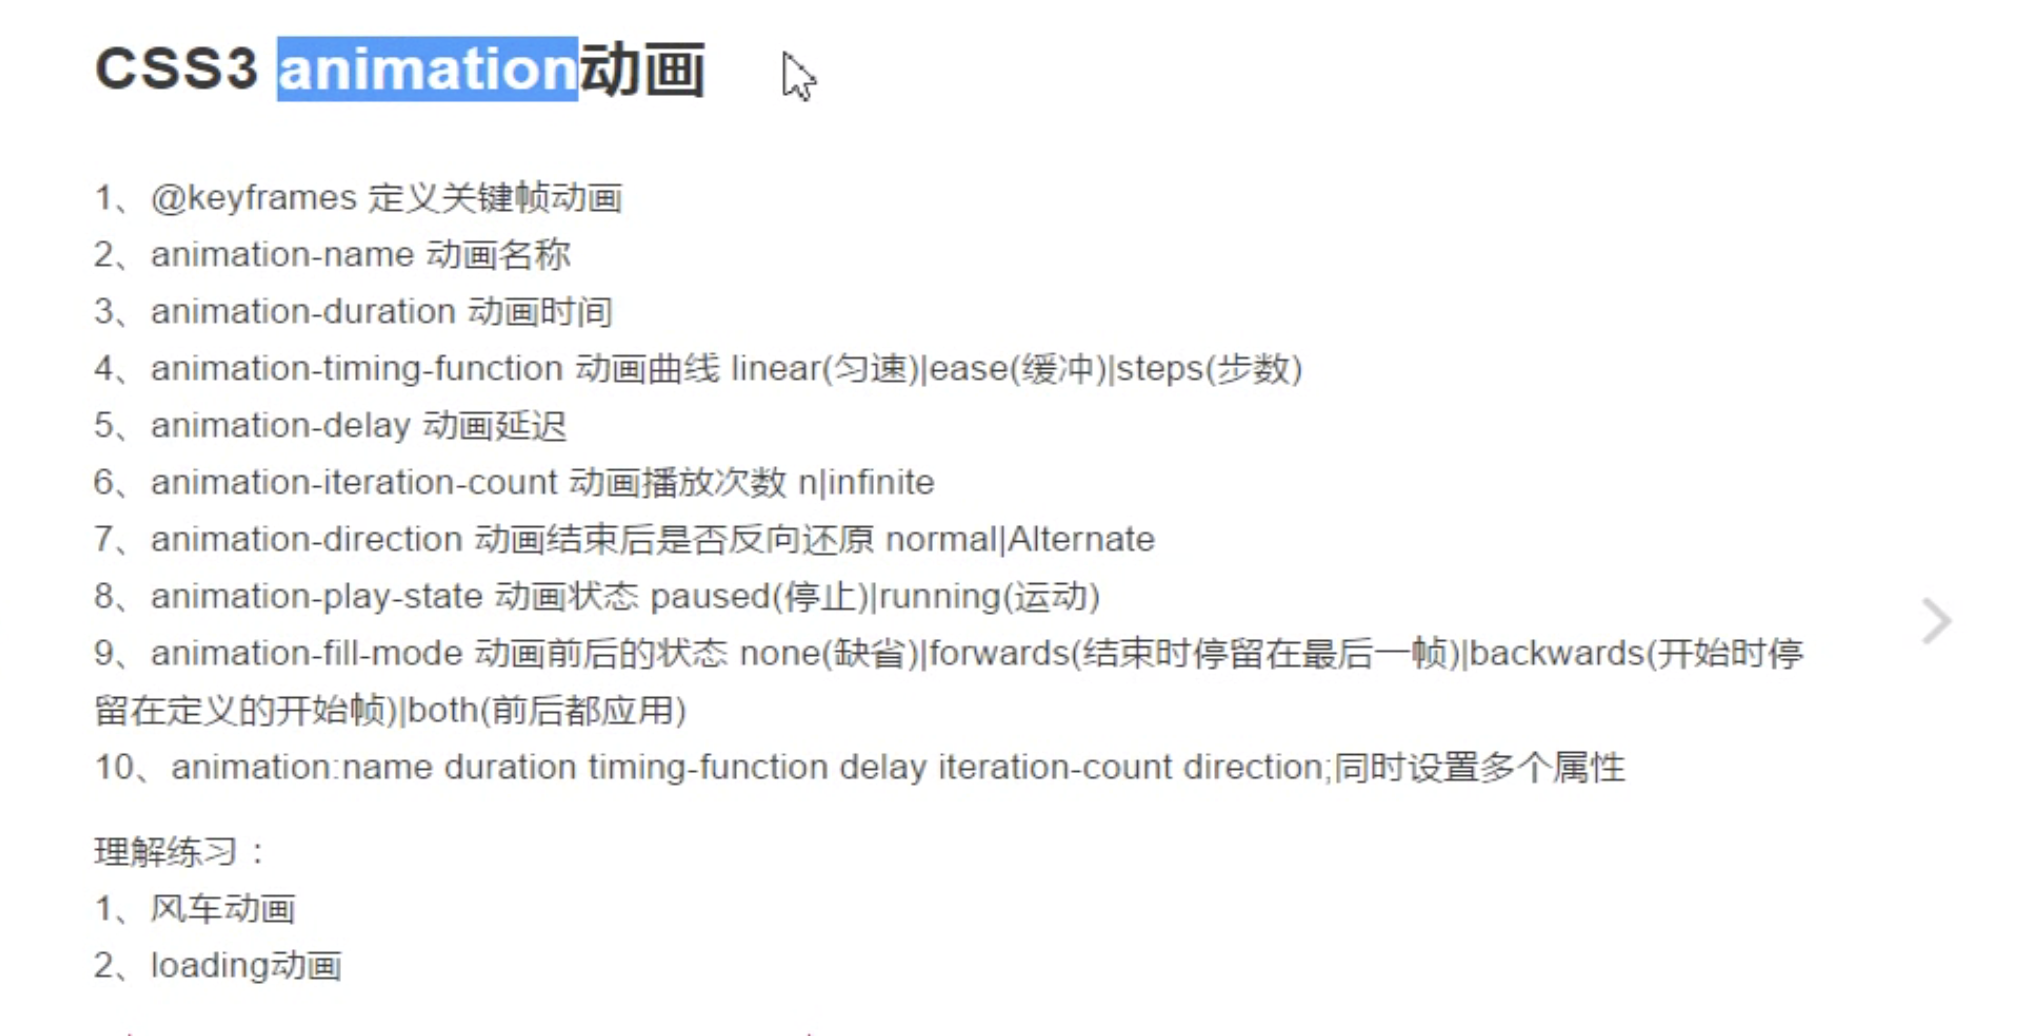 CSS3 animation动画
1、@keyframes 定义关键帧动画
2、animation-name 动画名称
3、animation-duration 动画时间
4、animation-timing-function 动画曲线 linear(匀速)|ease(缓冲)|steps(步数)
5、animation-delay 动画延迟
6、animation-iteration-count 动画播放次数 n|infinite
7、animation-direction 动画结束后是否反向还原 normal|Alternate
8、animation-play-state 动画状态 paused(停止)|running(运动)
9、animation-fill-mode 动画前后的状态 none(缺省)|forwards(结束时停留在最后一帧)|backwards(开始时停
留在定义的开始帧)|both(前后都应用)
10、animation:name duration timing-function delay iteration-count direction;同时设置多个属性
理解练习：
1、风车动画
2、loading动画